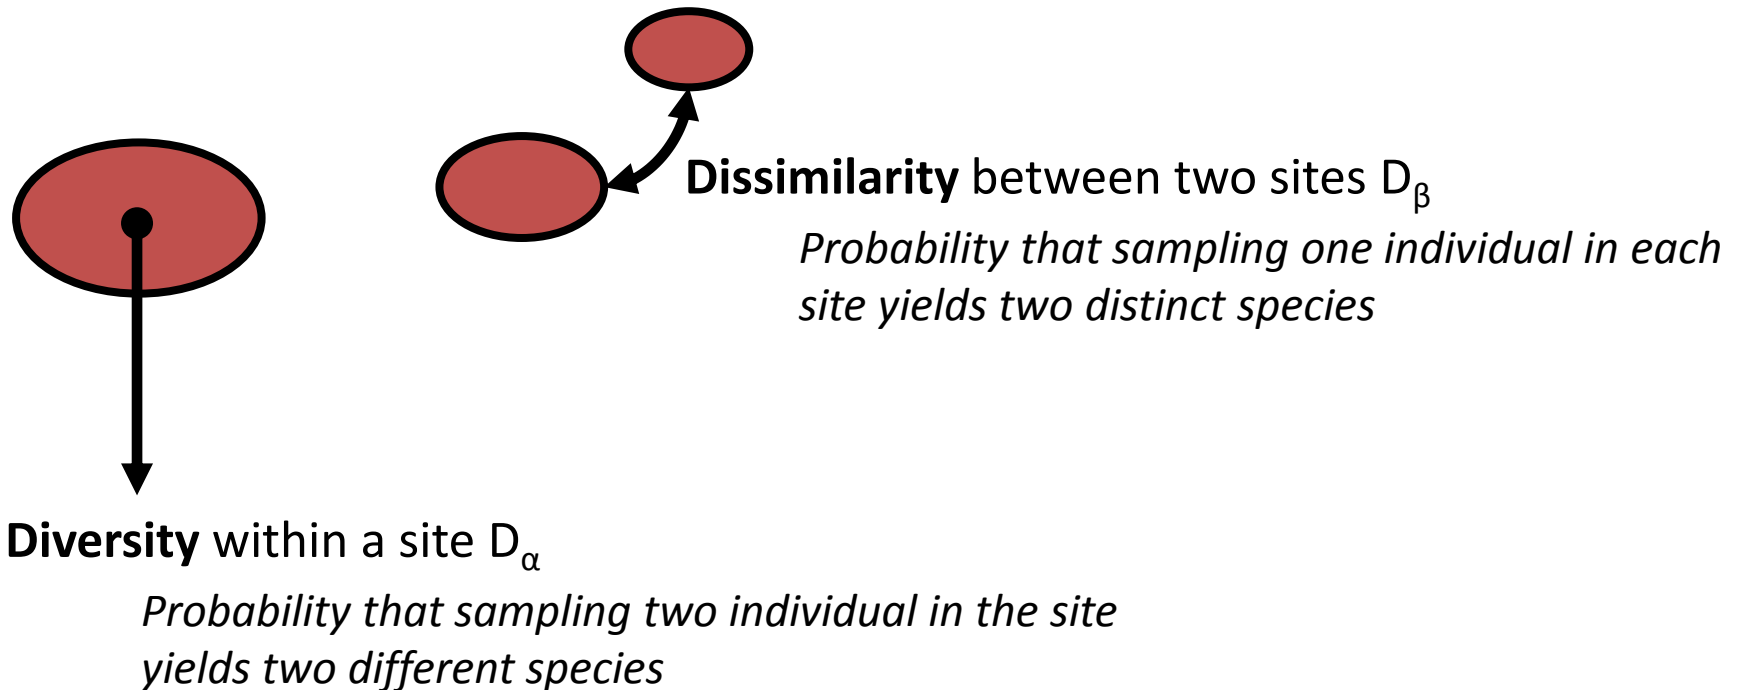 Dissimilarity between two sites Dβ
Probability that sampling one individual in each
site yields two distinct species
Diversity within a site Dα
Probability that sampling two individual in the site
yields two different species